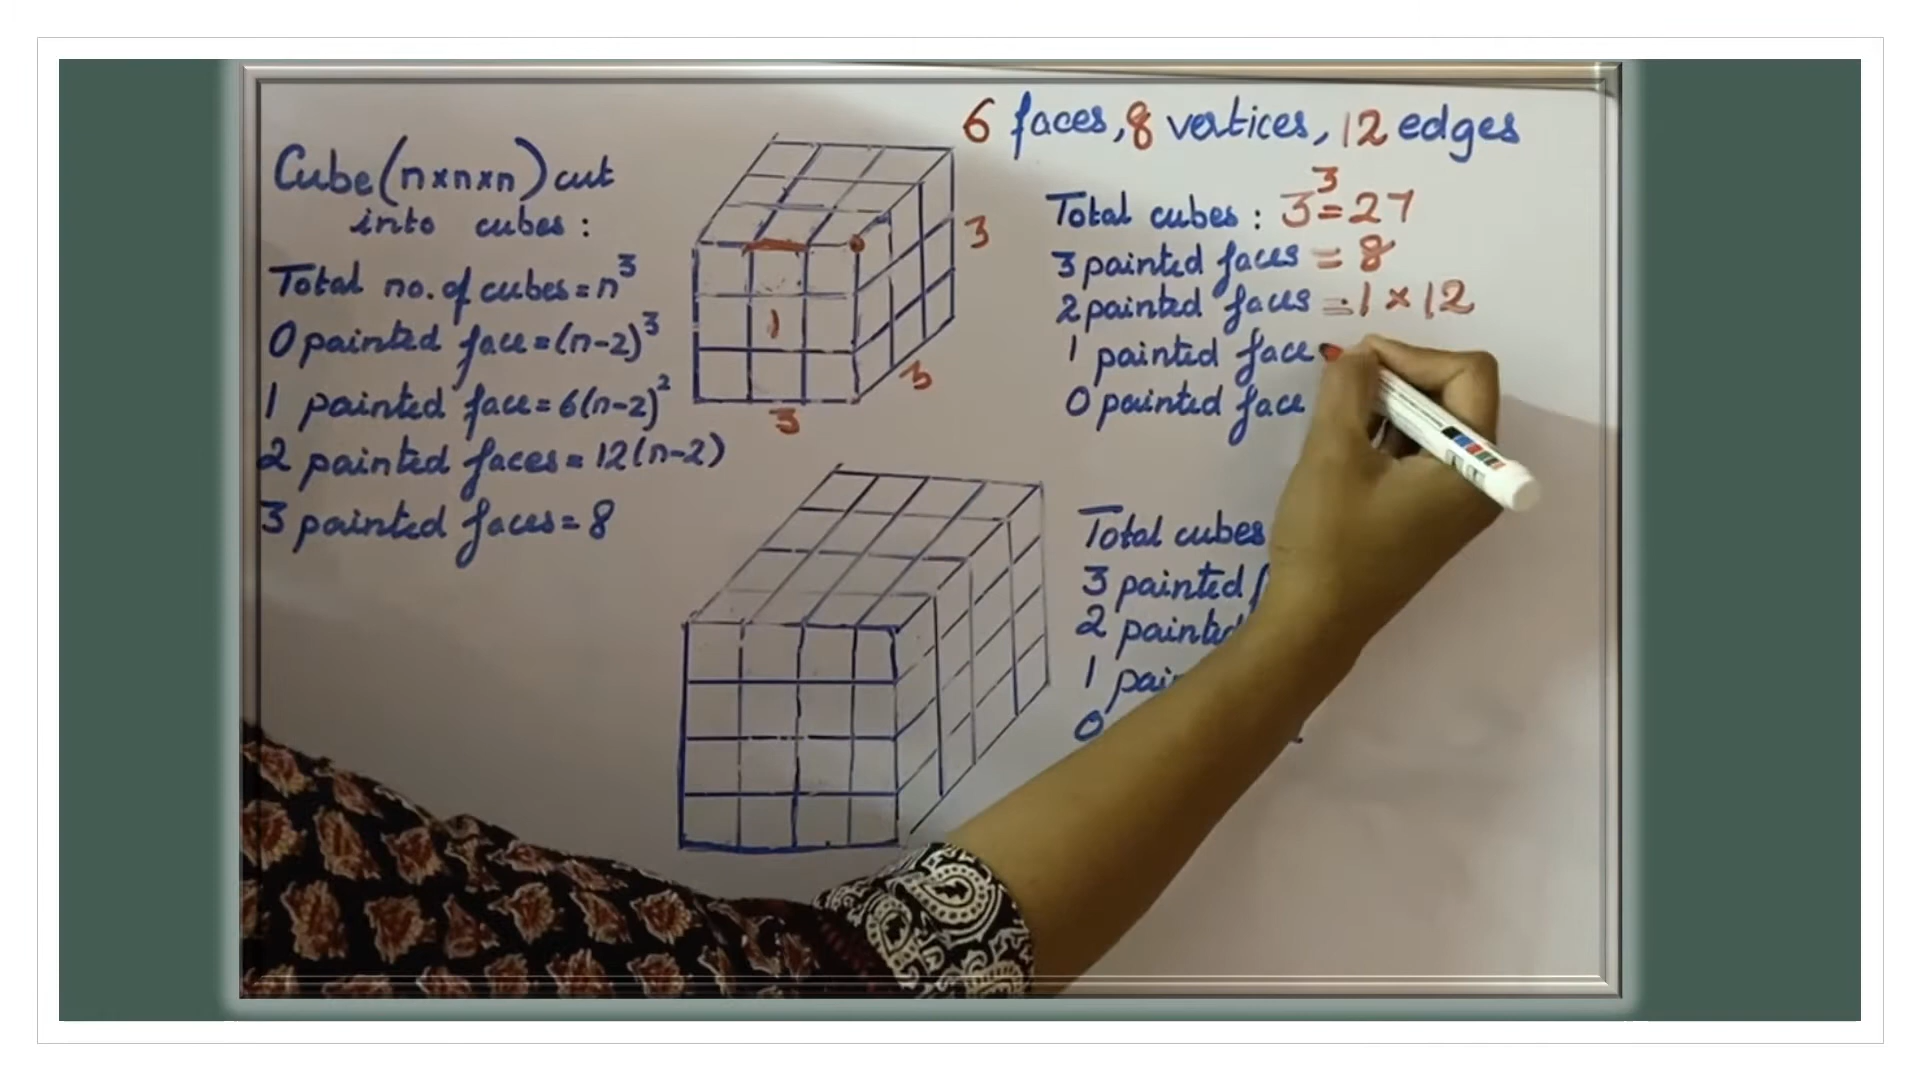 6 faces, 8 vertices, 12 edges
Cube (n×n×n) cut
into cubes :
Total no. of cubes = n³
0 painted face = (n-2)³
1 painted face = 6(n-2)²
2 painted faces = 12(n-2)
3 painted faces = 8
1
3
3
3
Total cubes : 3³ = 27
3 painted faces = 8
2 painted faces = 1 × 12
1 painted face
0 painted face
Total cubes
3 painted f
2 painted
1 pain
0